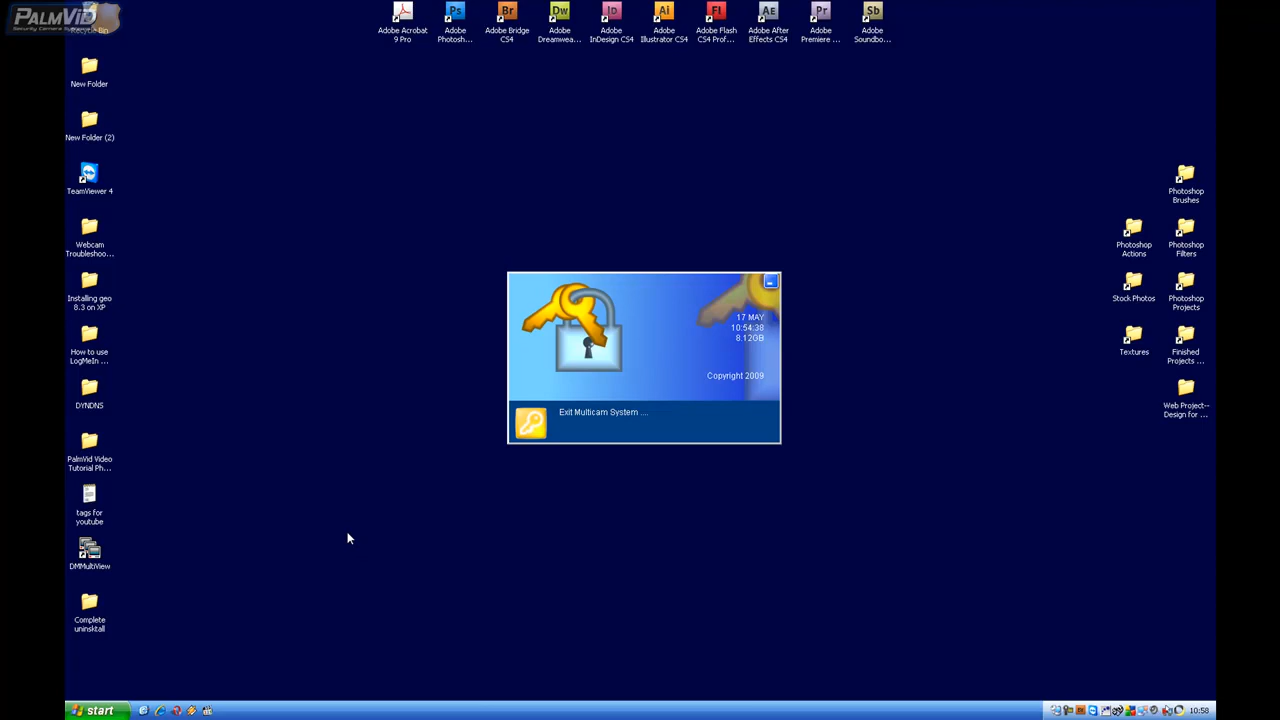 PALMVID
Security Camera Systems
Recycle Bin
Adobe Acrobat
9 Pro
Adobe
Photosh...
Adobe Bridge
CS4
Adobe
Dreamwea...
Adobe
InDesign CS4
Adobe
Illustrator CS4
Adobe Flash
CS4 Prof...
Adobe After
Effects CS4
Adobe
Premiere ...
Adobe
Soundbo...
New Folder
New Folder (2)
TeamViewer 4
Webcam
Troubleshoo...
Installing geo
8.3 on XP
How to use
LogMeIn ...
DYNDNS
PalmVid Video
Tutorial Ph...
tags for
youtube
DMMultiView
Complete
uninsktall
17 MAY
10:54:38
8.12GB
Copyright 2009
Exit Multicam System ....
Photoshop
Brushes
Photoshop
Actions
Photoshop
Filters
Stock Photos
Photoshop
Projects
Textures
Finished
Projects ...
Web Project--
Design for ...
start
10:58